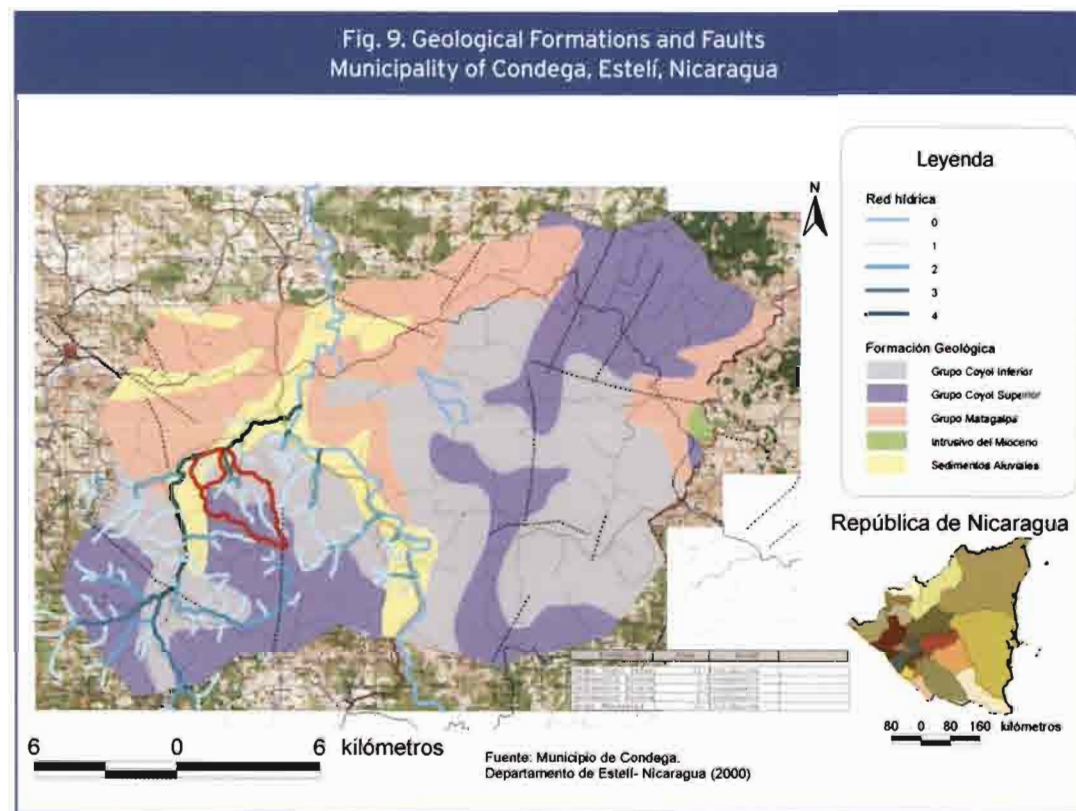 Fig. 9. Geological Formations and Faults
Municipality of Condega, Estelí, Nicaragua
N
Leyenda
Red hídrica
0
1
2
3
4
Formación Geológica
Grupo Coyol Inferior
Grupo Coyol Superior
Grupo Matagalpa
Intrusivo del Mioceno
Sedimentos Aluviales
República de Nicaragua
80 0 80 160 kilómetros
6 0 6 kilómetros
Fuente: Municipio de Condega.
Departamento de Estelí- Nicaragua (2000)